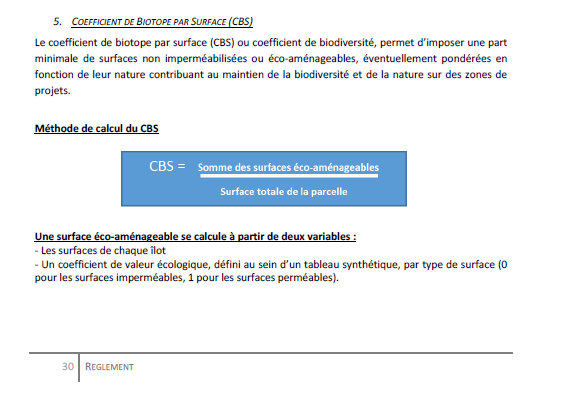 5. COEFFICIENT DE BIOTOPE PAR SURFACE (CBS)
Le coefficient de biotope par surface (CBS) ou coefficient de biodiversité, permet d'imposer une part
minimale de surfaces non imperméabilisées ou éco-aménageables, éventuellement pondérées en
fonction de leur nature contribuant au maintien de la biodiversité et de la nature sur des zones de
projets.
Méthode de calcul du CBS
CBS = Somme des surfaces éco-aménageables
Surface totale de la parcelle
Une surface éco-aménageable se calcule à partir de deux variables :
- Les surfaces de chaque îlot
- Un coefficient de valeur écologique, défini au sein d'un tableau synthétique, par type de surface (0
pour les surfaces imperméables, 1 pour les surfaces perméables).
30 REGLEMENT